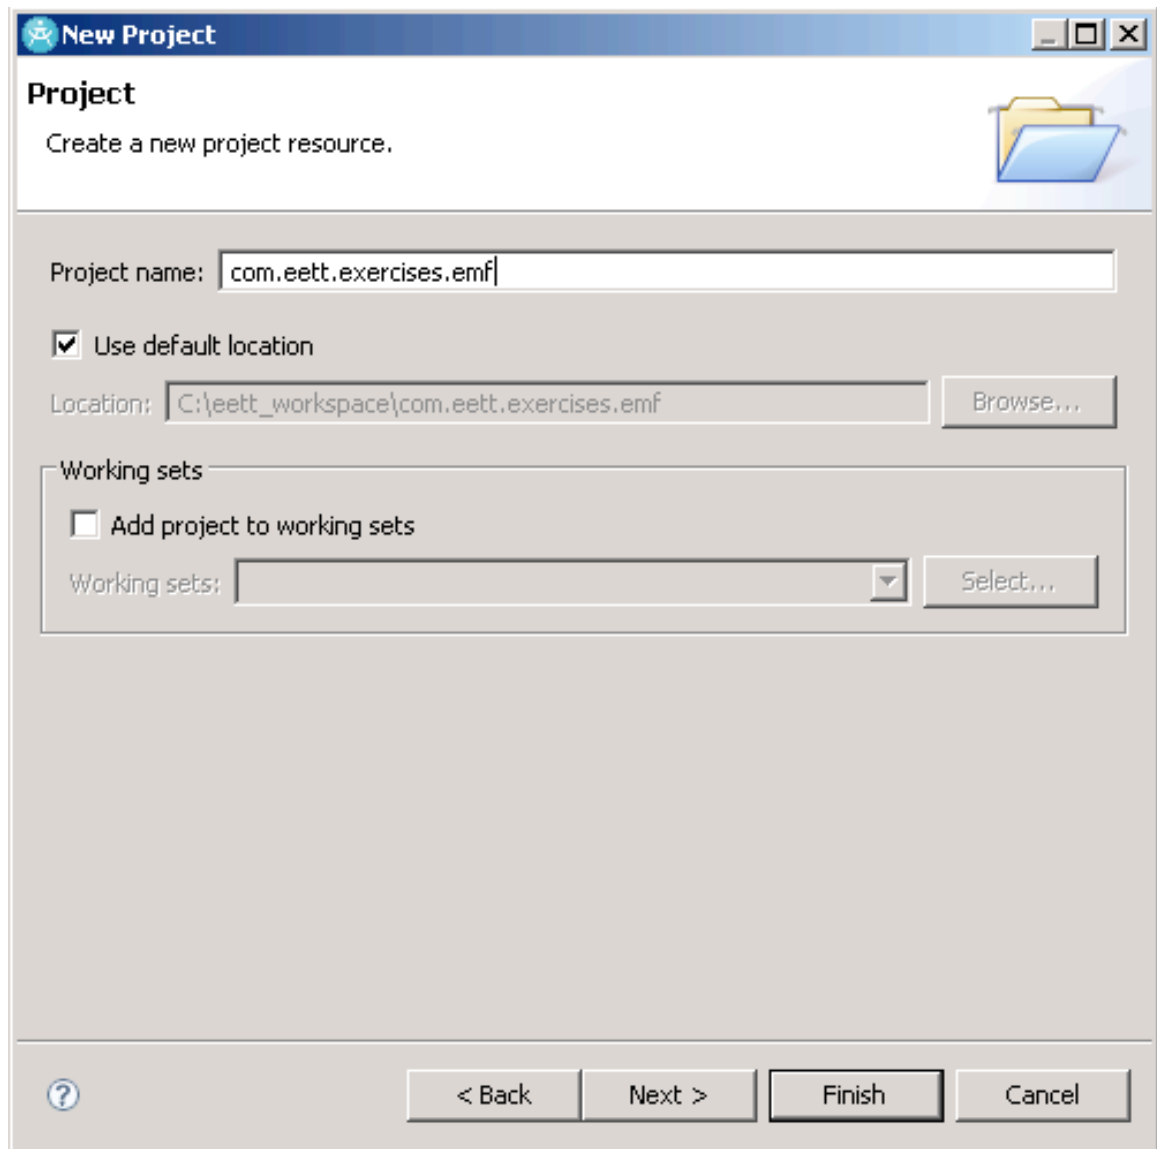 New Project
Project
Create a new project resource.
Project name: com.eett.exercises.emf
Use default location
Location: C:\eett_workspace\com.eett.exercises.emf Browse...
Working sets
Add project to working sets
Working sets: Select...
? < Back Next > Finish Cancel